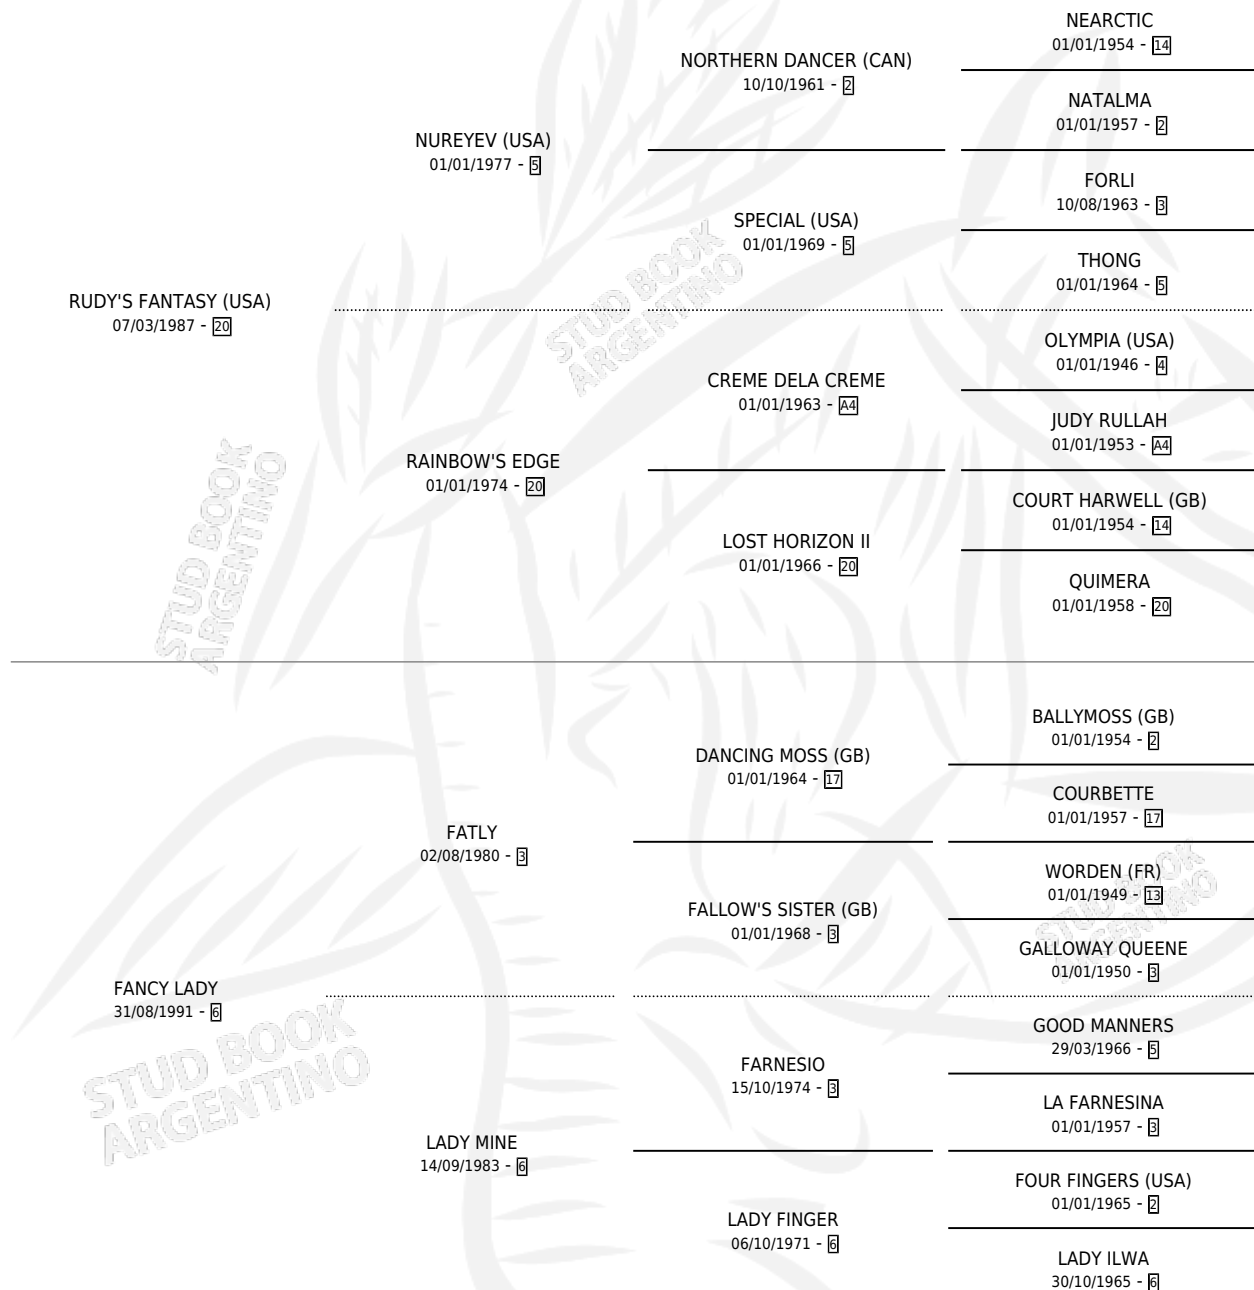 NEARCTIC
01/01/1954 - 14
NORTHERN DANCER (CAN)
10/10/1961 - 2
NATALMA
01/01/1957 - 2
NUREYEV (USA)
01/01/1977 - 5
FORLI
10/08/1963 - 3
SPECIAL (USA)
01/01/1969 - 5
THONG
01/01/1964 - 5
RUDY'S FANTASY (USA)
07/03/1987 - 20
OLYMPIA (USA)
01/01/1946 - 4
CREME DELA CREME
01/01/1963 - A4
JUDY RULLAH
01/01/1953 - A4
RAINBOW'S EDGE
01/01/1974 - 20
COURT HARWELL (GB)
01/01/1954 - 14
LOST HORIZON II
01/01/1966 - 20
QUIMERA
01/01/1958 - 20
STUD BOOK
ARGENTINO
STUD BOOK
ARGENTINO
BALLYMOSS (GB)
01/01/1954 - 2
DANCING MOSS (GB)
01/01/1964 - 17
COURBETTE
01/01/1957 - 17
FATLY
02/08/1980 - 3
WORDEN (FR)
01/01/1949 - 13
FALLOW'S SISTER (GB)
01/01/1968 - 3
GALLOWAY QUEENE
01/01/1950 - 3
FANCY LADY
31/08/1991 - 6
GOOD MANNERS
29/03/1966 - 5
FARNESIO
15/10/1974 - 3
LA FARNESINA
01/01/1957 - 3
LADY MINE
14/09/1983 - 6
FOUR FINGERS (USA)
01/01/1965 - 2
LADY FINGER
06/10/1971 - 6
LADY ILWA
30/10/1965 - 6
STUD BOOK
ARGENTINO
STUD BOOK
ARGENTINO